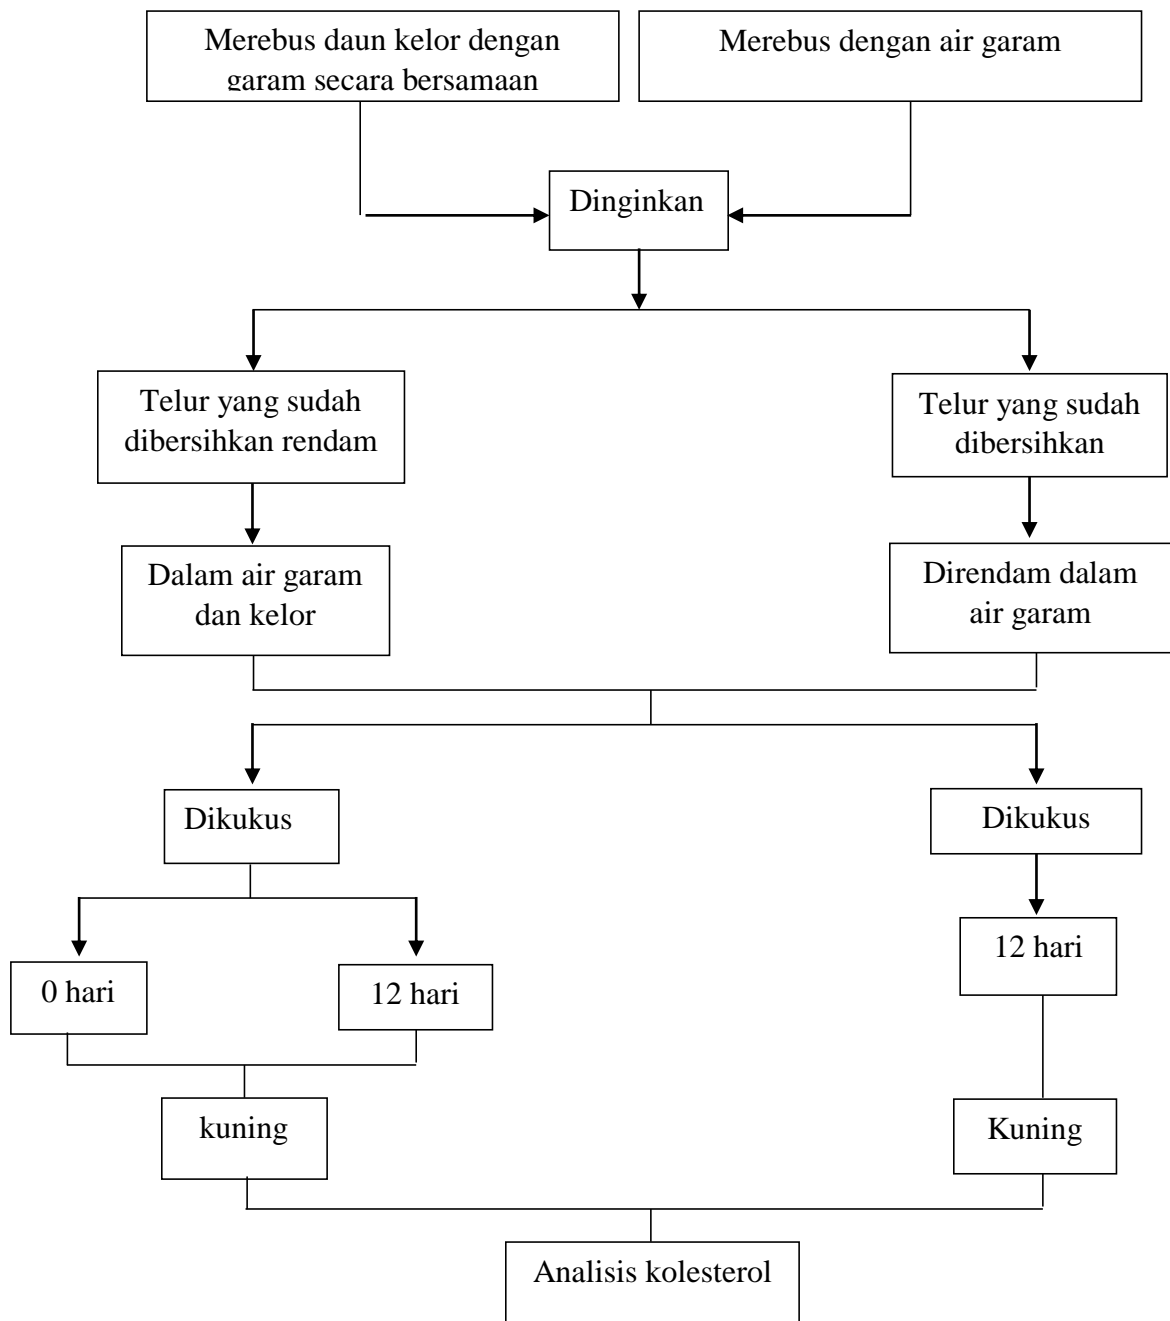 Merebus daun kelor dengan
garam secara bersamaan
Merebus dengan air garam
Dinginkan
Telur yang sudah
dibersihkan rendam
Telur yang sudah
dibersihkan
Dalam air garam
dan kelor
Direndam dalam
air garam
Dikukus
Dikukus
0 hari
12 hari
12 hari
kuning
Kuning
Analisis kolesterol